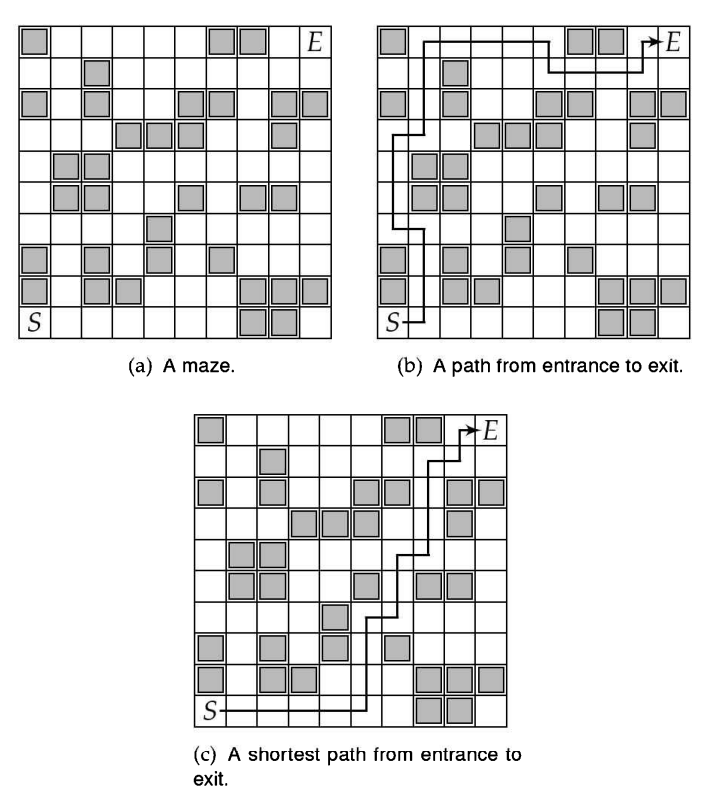 E
E
S
S
(a) A maze.
(b) A path from entrance to exit.
E
S
(c) A shortest path from entrance to
exit.